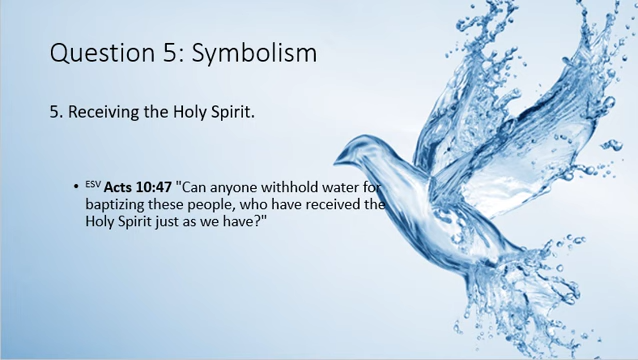 Question 5: Symbolism
5. Receiving the Holy Spirit.
• ESV Acts 10:47 "Can anyone withhold water for
baptizing these people, who have received the
Holy Spirit just as we have?"